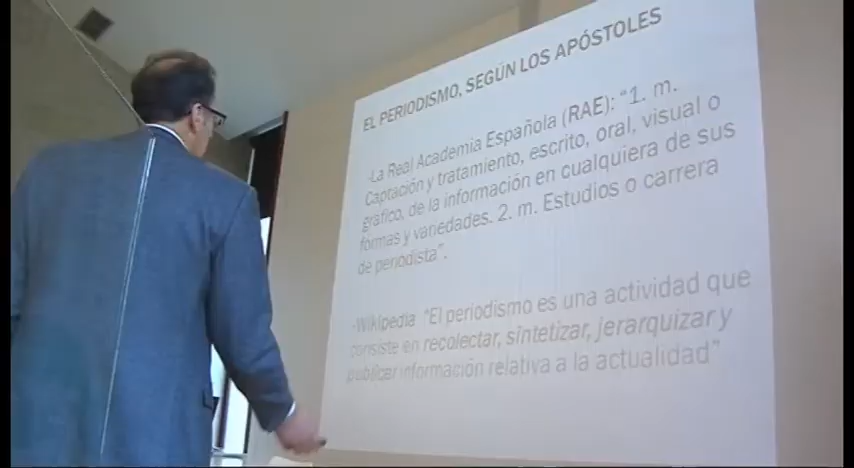 EL PERIODISMO, SEGÚN LOS APÓSTOLES
-La Real Academia Española (RAE): “1. m.
Captación y tratamiento, escrito, oral, visual o
gráfico, de la información en cualquiera de sus
formas y variedades. 2. m. Estudios o carrera
de periodista”.
-Wikipedia “El periodismo es una actividad que
consiste en recolectar, sintetizar, jerarquizar y
publicar información relativa a la actualidad”